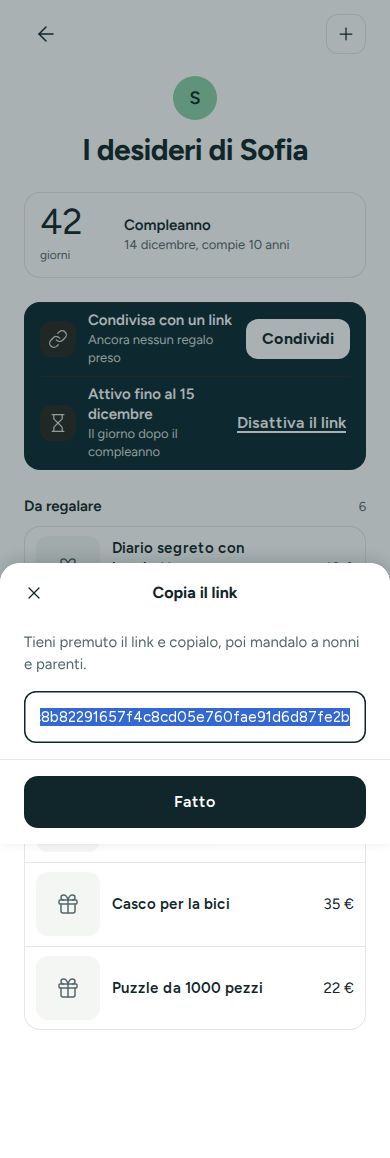 S
I desideri di Sofia
42
giorni
Compleanno
14 dicembre, compie 10 anni
Condivisa con un link
Ancora nessun regalo
preso
Condividi
Attivo fino al 15
dicembre
Il giorno dopo il
compleanno
Disattiva il link
Da regalare
6
Diario segreto con
Copia il link
Tieni premuto il link e copialo, poi mandalo a nonni
e parenti.
8b82291657f4c8cd05e760fae91d6d87fe2b
Fatto
Casco per la bici
35 €
Puzzle da 1000 pezzi
22 €